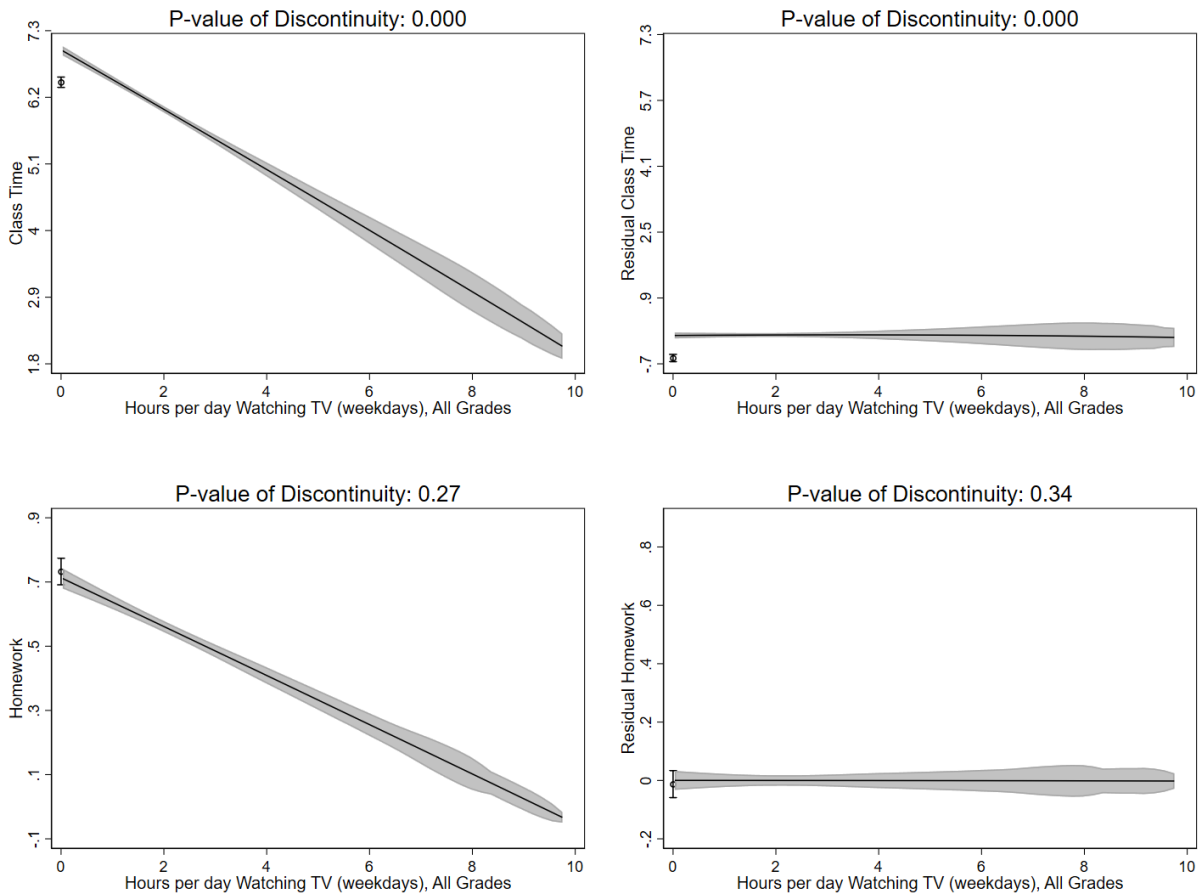 P-value of Discontinuity: 0.000
7.3
6.2
5.1
4
2.9
1.8
Class Time
0 2 4 6 8 10
Hours per day Watching TV (weekdays), All Grades
P-value of Discontinuity: 0.000
7.3
5.7
4.1
2.5
.9
-.7
Residual Class Time
0 2 4 6 8 10
Hours per day Watching TV (weekdays), All Grades
P-value of Discontinuity: 0.27
.9
.7
.5
.3
.1
-.1
Homework
0 2 4 6 8 10
Hours per day Watching TV (weekdays), All Grades
P-value of Discontinuity: 0.34
.8
.6
.4
.2
0
-.2
Residual Homework
0 2 4 6 8 10
Hours per day Watching TV (weekdays), All Grades